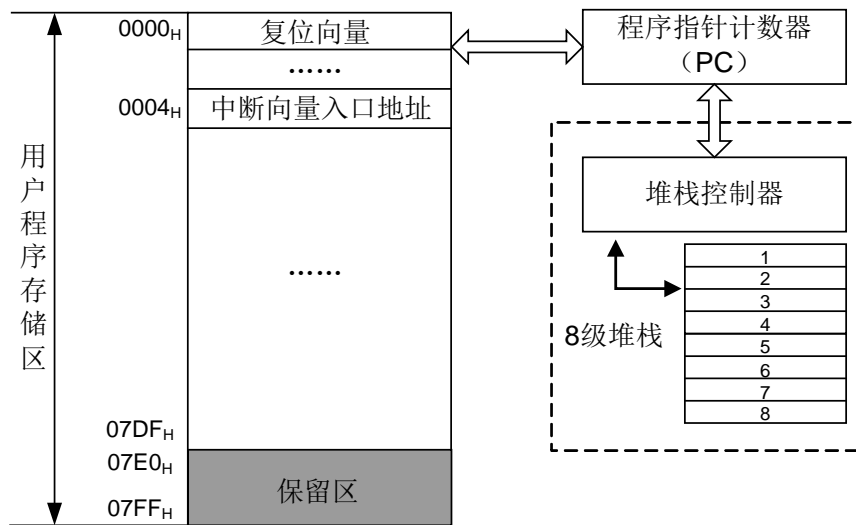 0000H
复位向量
……
0004H
中断向量入口地址
……
07DFH
07E0H
保留区
07FFH
用户程序存储区
程序指针计数器
（PC）
堆栈控制器
8级堆栈
1
2
3
4
5
6
7
8